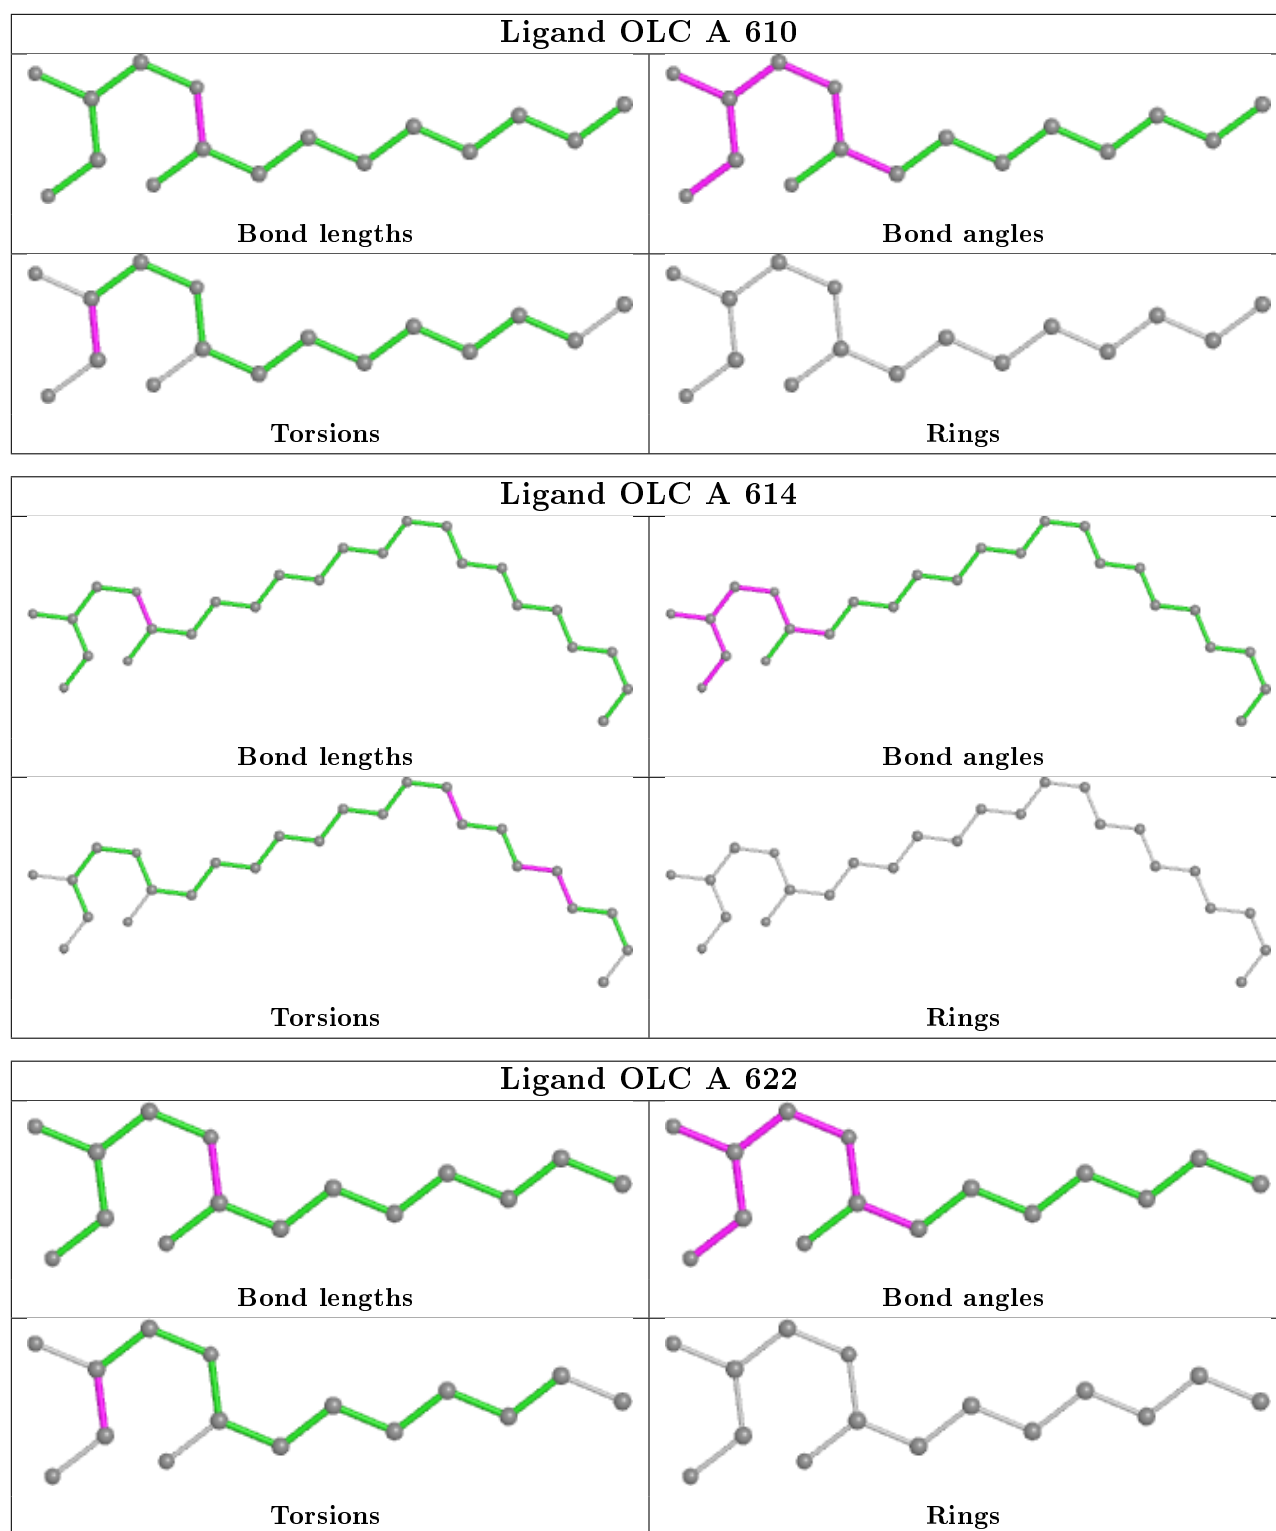 Ligand OLC A 610
Bond lengths
Bond angles
Torsions
Rings
Ligand OLC A 614
Bond lengths
Bond angles
Torsions
Rings
Ligand OLC A 622
Bond lengths
Bond angles
Torsions
Rings